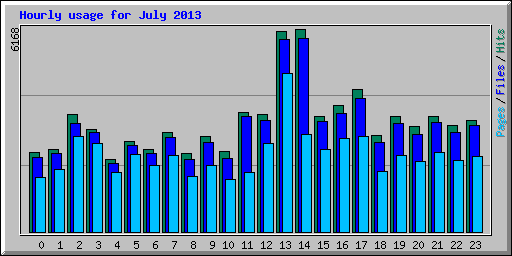 Hourly usage for July 2013
6168
Pages / Files / Hits
0 1 2 3 4 5 6 7 8 9 10 11 12 13 14 15 16 17 18 19 20 21 22 23